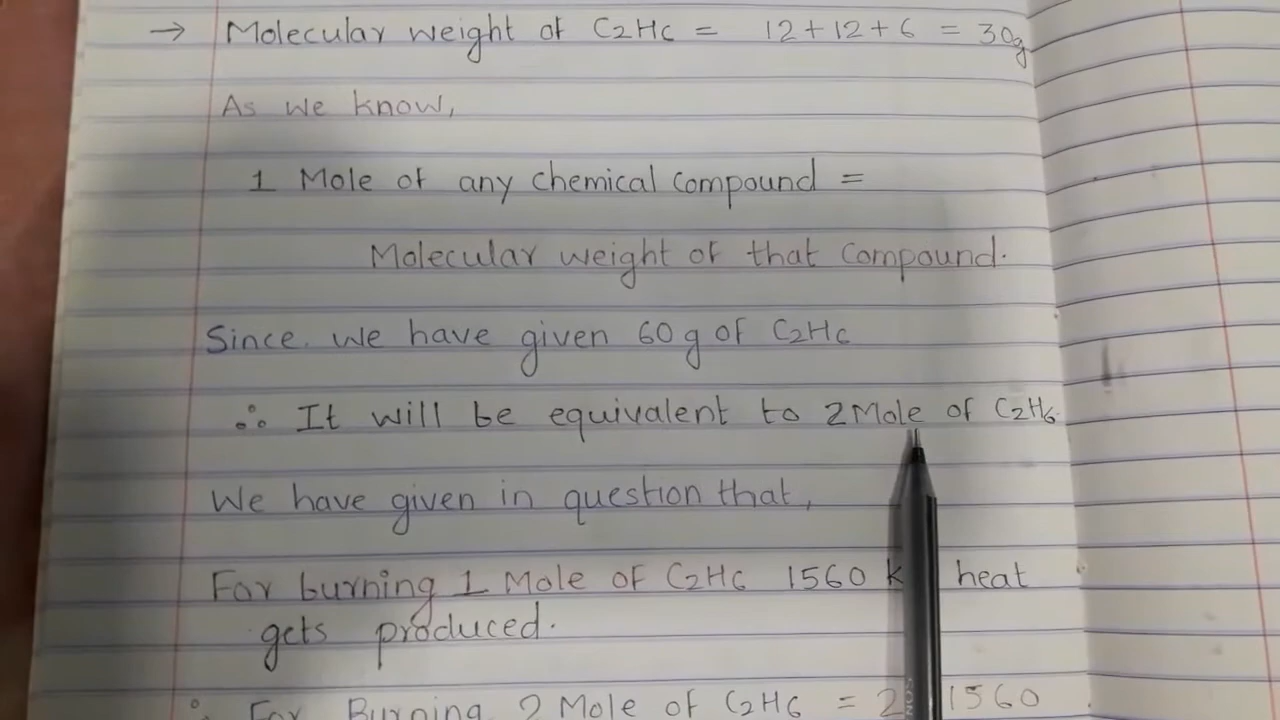 → Molecular weight of C2H6 = 12+12+6 = 30g
As we know,
1 Mole of any chemical compound =
Molecular weight of that compound.
Since. we have given 60g of C2H6
∴ It will be equivalent to 2 Mole of C2H6.
We have given in question that,
For burning 1 Mole of C2H6 1560 k heat
gets produced.
∴ For Burning 2 Mole of C2H6 = 2 1560